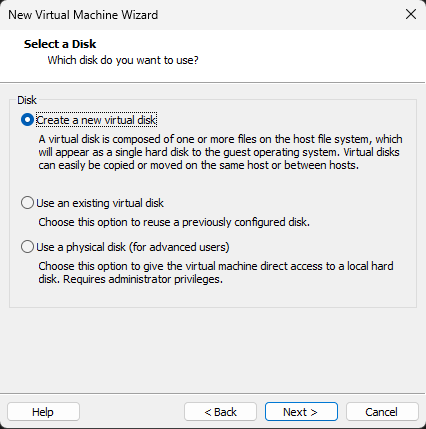 New Virtual Machine Wizard
Select a Disk
Which disk do you want to use?
Disk
Create a new virtual disk
A virtual disk is composed of one or more files on the host file system, which
will appear as a single hard disk to the guest operating system. Virtual disks
can easily be copied or moved on the same host or between hosts.
Use an existing virtual disk
Choose this option to reuse a previously configured disk.
Use a physical disk (for advanced users)
Choose this option to give the virtual machine direct access to a local hard
disk. Requires administrator privileges.
Help
< Back
Next >
Cancel